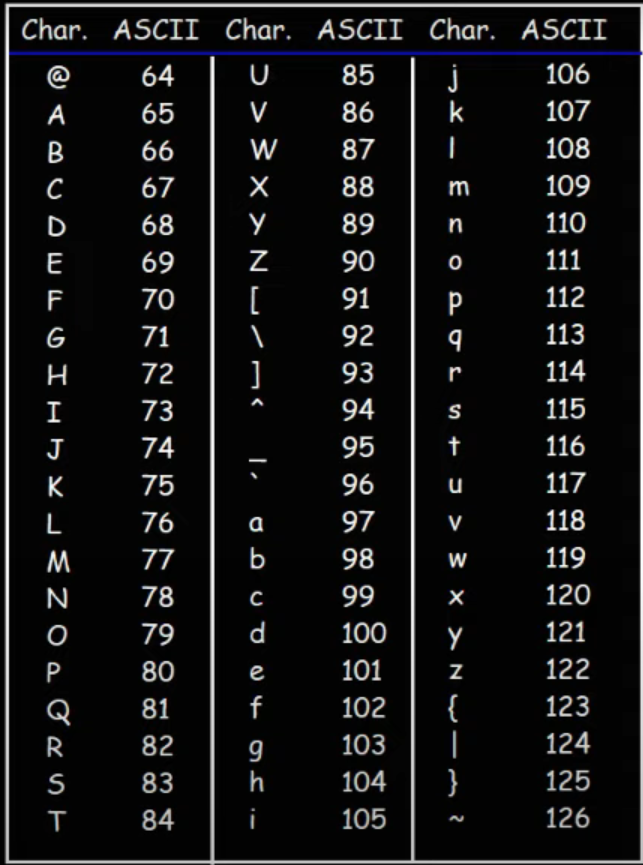 Char. ASCII Char. ASCII Char. ASCII
@ 64 U 85 j 106
A 65 V 86 k 107
B 66 W 87 l 108
C 67 X 88 m 109
D 68 Y 89 n 110
E 69 Z 90 o 111
F 70 [ 91 p 112
G 71 \ 92 q 113
H 72 ] 93 r 114
I 73 ^ 94 s 115
J 74 _ 95 t 116
K 75 ` 96 u 117
L 76 a 97 v 118
M 77 b 98 w 119
N 78 c 99 x 120
O 79 d 100 y 121
P 80 e 101 z 122
Q 81 f 102 { 123
R 82 g 103 | 124
S 83 h 104 } 125
T 84 i 105 ~ 126